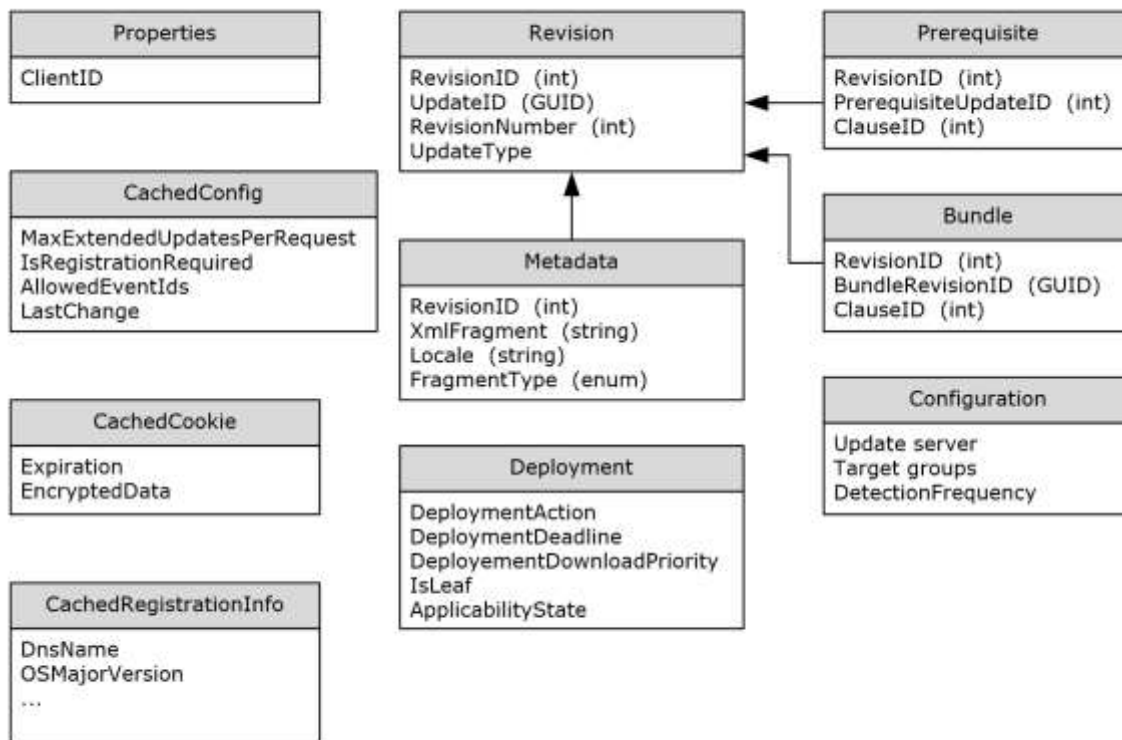 Properties
ClientID
CachedConfig
MaxExtendedUpdatesPerRequest
IsRegistrationRequired
AllowedEventIds
LastChange
CachedCookie
Expiration
EncryptedData
CachedRegistrationInfo
DnsName
OSMajorVersion
...
Revision
RevisionID (int)
UpdateID (GUID)
RevisionNumber (int)
UpdateType
Metadata
RevisionID (int)
XmlFragment (string)
Locale (string)
FragmentType (enum)
Deployment
DeploymentAction
DeploymentDeadline
DeployementDownloadPriority
IsLeaf
ApplicabilityState
Prerequisite
RevisionID (int)
PrerequisiteUpdateID (int)
ClauseID (int)
Bundle
RevisionID (int)
BundleRevisionID (GUID)
ClauseID (int)
Configuration
Update server
Target groups
DetectionFrequency